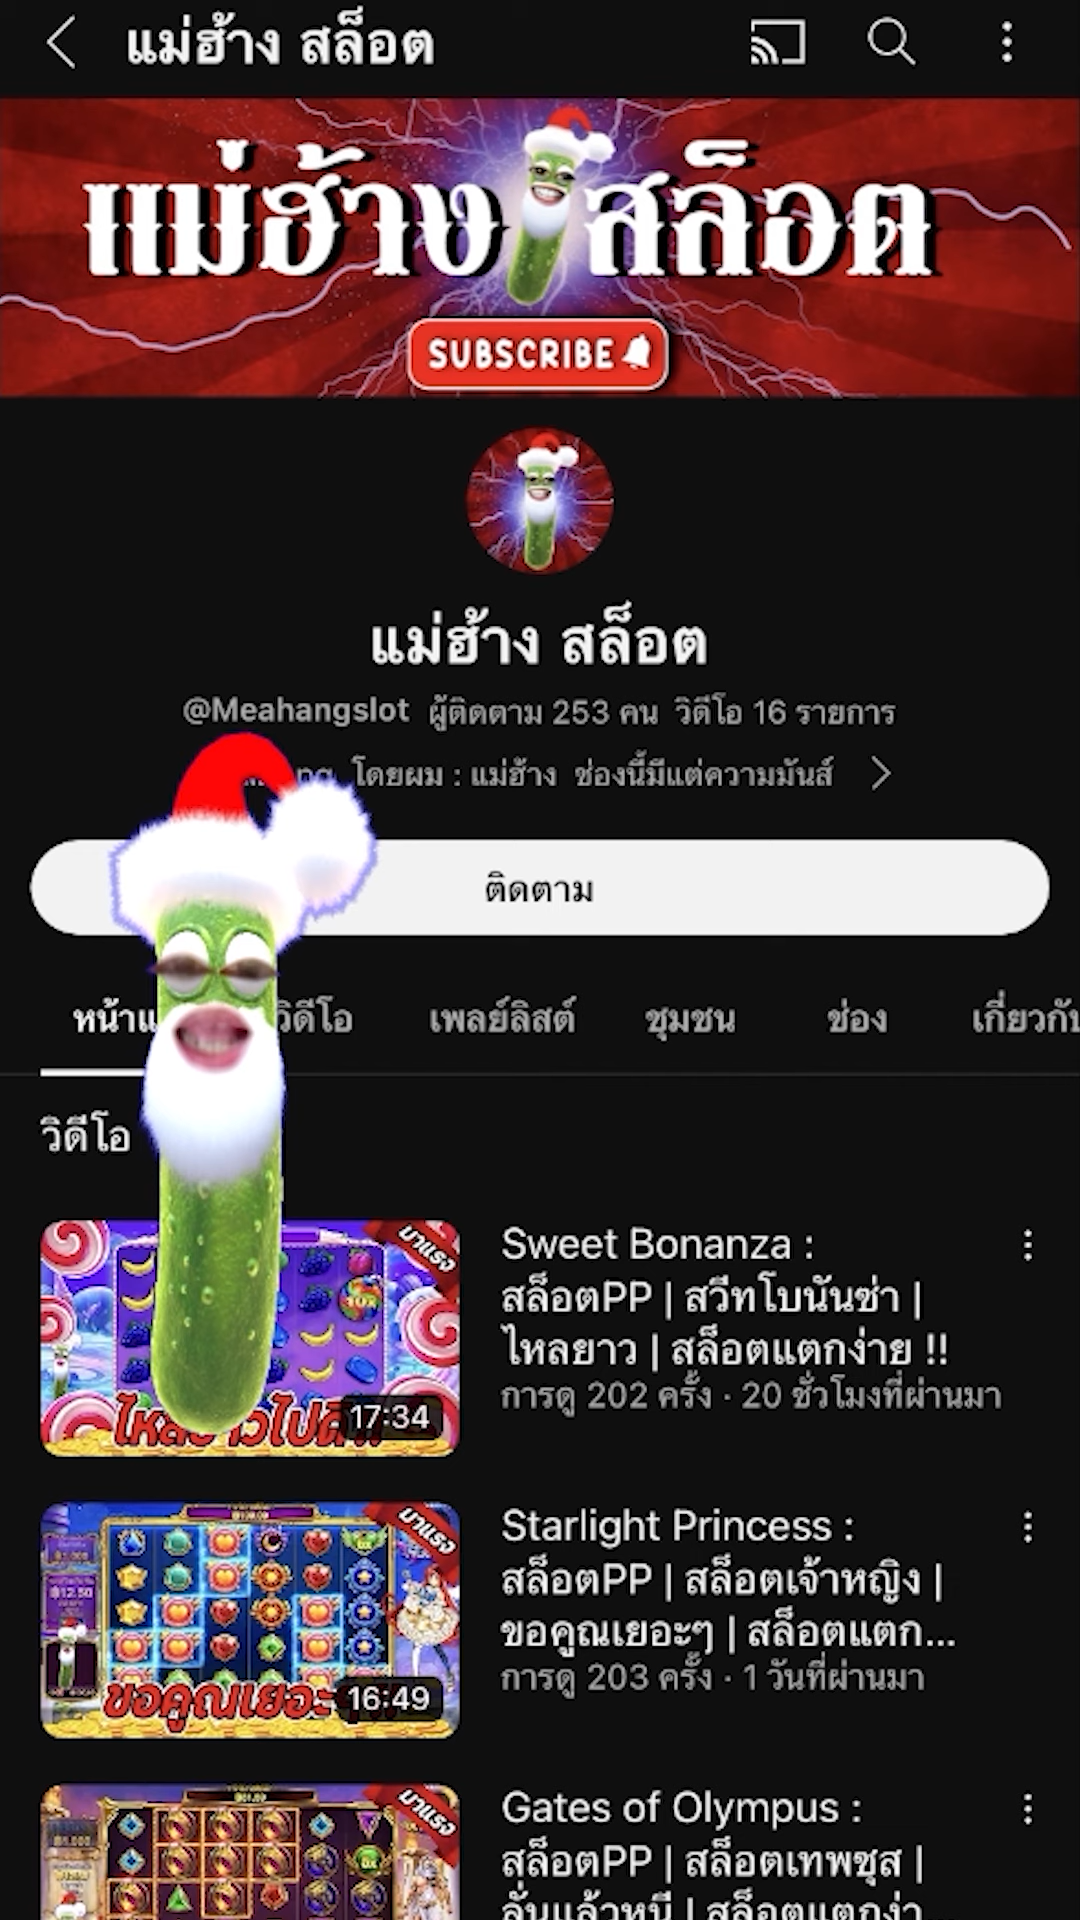 แม่ฮ้าง สล็อต
แม่ฮ้าง สล็อต
SUBSCRIBE
แม่ฮ้าง สล็อต
@Meahangslot ผู้ติดตาม 253 คน วิดีโอ 16 รายการ
โดยผม : แม่ฮ้าง ช่องนี้มีแต่ความมันส์
ติดตาม
วิดีโอ เพลย์ลิสต์ ชุมชน ช่อง
วิดีโอ
มาแรง
17:34
Sweet Bonanza :
สล็อตPP | สวีทโบนันซ่า |
ไหลยาว | สล็อตแตกง่าย !!
การดู 202 ครั้ง · 20 ชั่วโมงที่ผ่านมา
มาแรง
ขอคูณเยอะ
16:49
Starlight Princess :
สล็อตPP | สล็อตเจ้าหญิง |
ขอคูณเยอะๆ | สล็อตแตก...
การดู 203 ครั้ง · 1 วันที่ผ่านมา
มาแรง
Gates of Olympus :
สล็อตPP | สล็อตเทพซุส |